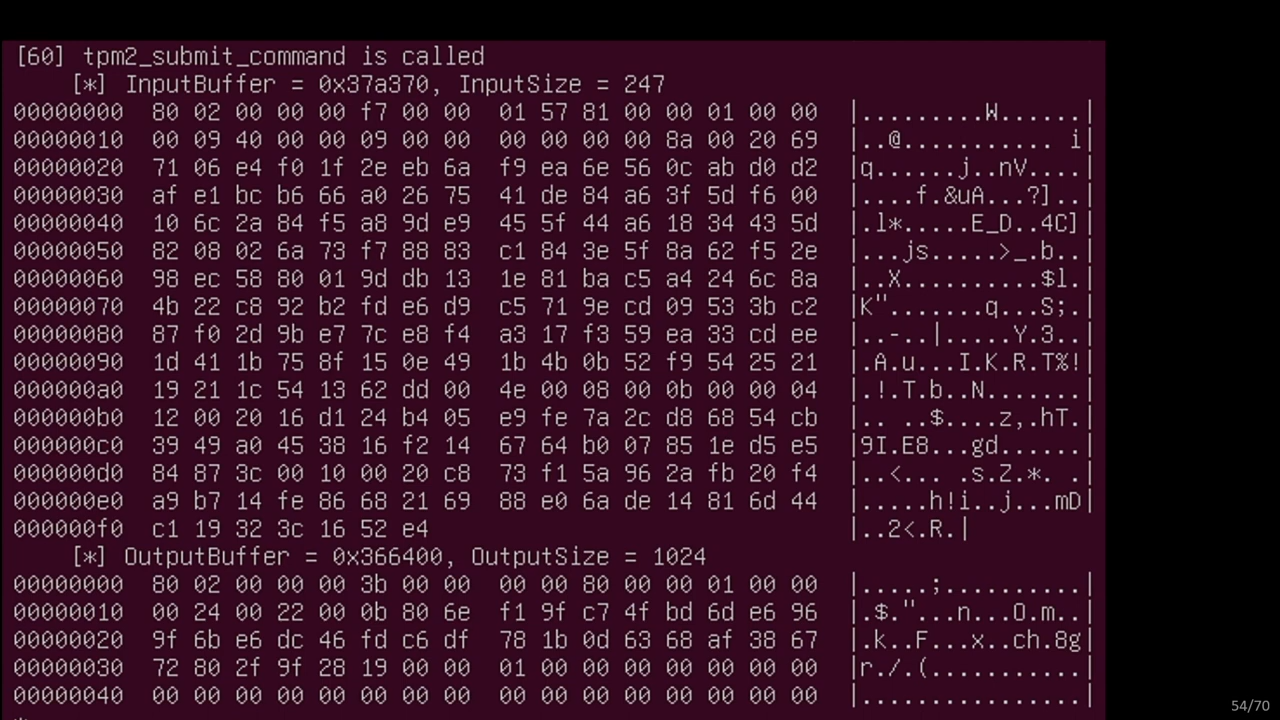 [60] tpm2_submit_command is called
[*] InputBuffer = 0x37a370, InputSize = 247
00000000 80 02 00 00 00 f7 00 00 01 57 81 00 00 01 00 00 |.........W......|
00000010 00 09 40 00 00 09 00 00 00 00 00 00 8a 00 20 69 |..@........... i|
00000020 71 06 e4 f0 1f 2e eb 6a f9 ea 6e 56 0c ab d0 d2 |q......j..nV....|
00000030 af e1 bc b6 66 a0 26 75 41 de 84 a6 3f 5d f6 00 |....f.&uA...?]..|
00000040 10 6c 2a 84 f5 a8 9d e9 45 5f 44 a6 18 34 43 5d |.l*.....E_D..4C]|
00000050 82 08 02 6a 73 f7 88 83 c1 84 3e 5f 8a 62 f5 2e |...js.....>_.b..|
00000060 98 ec 58 80 01 9d db 13 1e 81 ba c5 a4 24 6c 8a |..X..........$l.|
00000070 4b 22 c8 92 b2 fd e6 d9 c5 71 9e cd 09 53 3b c2 |K".......q...S;.|
00000080 87 f0 2d 9b e7 7c e8 f4 a3 17 f3 59 ea 33 cd ee |..-..|.....Y.3..|
00000090 1d 41 1b 75 8f 15 0e 49 1b 4b 0b 52 f9 54 25 21 |.A.u...I.K.R.T%!|
000000a0 19 21 1c 54 13 62 dd 00 4e 00 08 00 0b 00 00 04 |.!.T.b..N.......|
000000b0 12 00 20 16 d1 24 b4 05 e9 fe 7a 2c d8 68 54 cb |.. ..$....z,.hT.|
000000c0 39 49 a0 45 38 16 f2 14 67 64 b0 07 85 1e d5 e5 |9I.E8...gd......|
000000d0 84 87 3c 00 10 00 20 c8 73 f1 5a 96 2a fb 20 f4 |..<... .s.Z.*. .|
000000e0 a9 b7 14 fe 86 68 21 69 88 e0 6a de 14 81 6d 44 |.....h!i..j...mD|
000000f0 c1 19 32 3c 16 52 e4 |..2<.R.|
[*] OutputBuffer = 0x366400, OutputSize = 1024
00000000 80 02 00 00 00 3b 00 00 00 00 80 00 00 01 00 00 |.....;..........|
00000010 00 24 00 22 00 0b 80 6e f1 9f c7 4f bd 6d e6 96 |.$."...n...O.m..|
00000020 9f 6b e6 dc 46 fd c6 df 78 1b 0d 63 68 af 38 67 |.k..F...x..ch.8g|
00000030 72 80 2f 9f 28 19 00 00 01 00 00 00 00 00 00 00 |r./.(...........|
00000040 00 00 00 00 00 00 00 00 00 00 00 00 00 00 00 00 |................|
54/70